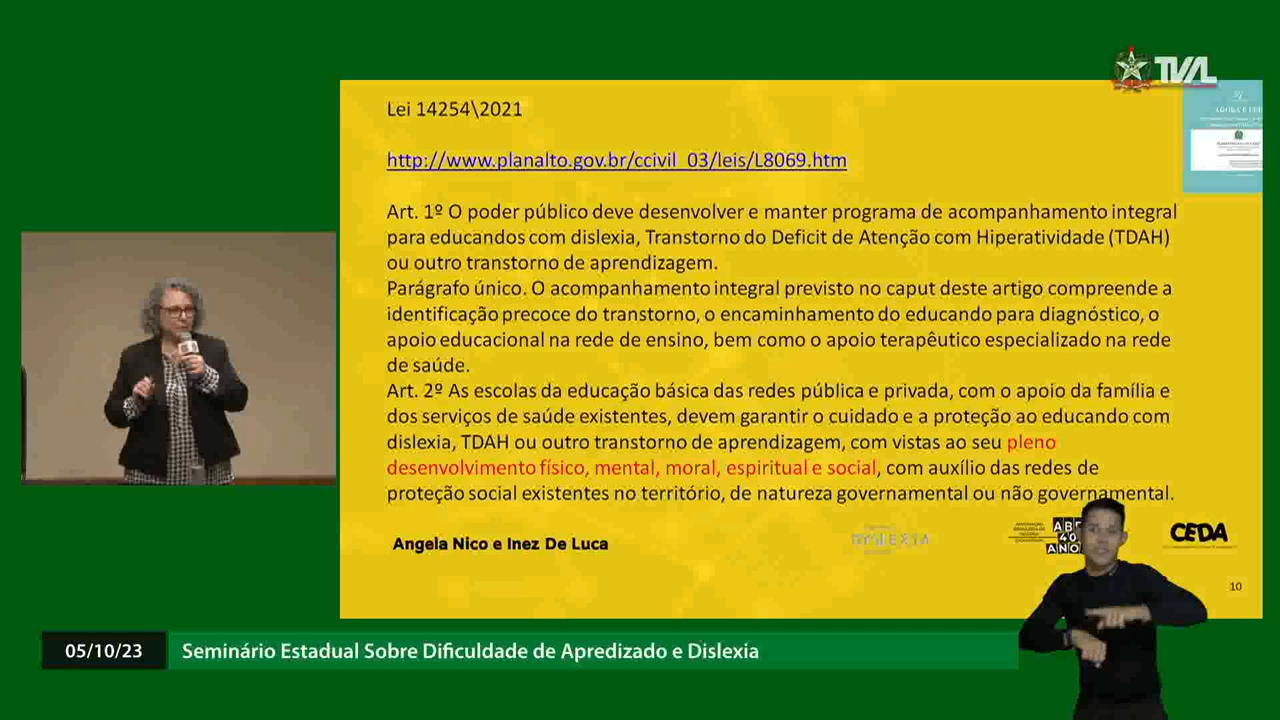 TVAL
Lei 14254\2021
http://www.planalto.gov.br/ccivil_03/leis/L8069.htm
Art. 1º O poder público deve desenvolver e manter programa de acompanhamento integral
para educandos com dislexia, Transtorno do Deficit de Atenção com Hiperatividade (TDAH)
ou outro transtorno de aprendizagem.
Parágrafo único. O acompanhamento integral previsto no caput deste artigo compreende a
identificação precoce do transtorno, o encaminhamento do educando para diagnóstico, o
apoio educacional na rede de ensino, bem como o apoio terapêutico especializado na rede
de saúde.
Art. 2º As escolas da educação básica das redes pública e privada, com o apoio da família e
dos serviços de saúde existentes, devem garantir o cuidado e a proteção ao educando com
dislexia, TDAH ou outro transtorno de aprendizagem, com vistas ao seu pleno
desenvolvimento físico, mental, moral, espiritual e social, com auxílio das redes de
proteção social existentes no território, de natureza governamental ou não governamental.
Angela Nico e Inez De Luca
DYSLEXIA
40
CEDA
10
05/10/23
Seminário Estadual Sobre Dificuldade de Apredizado e Dislexia